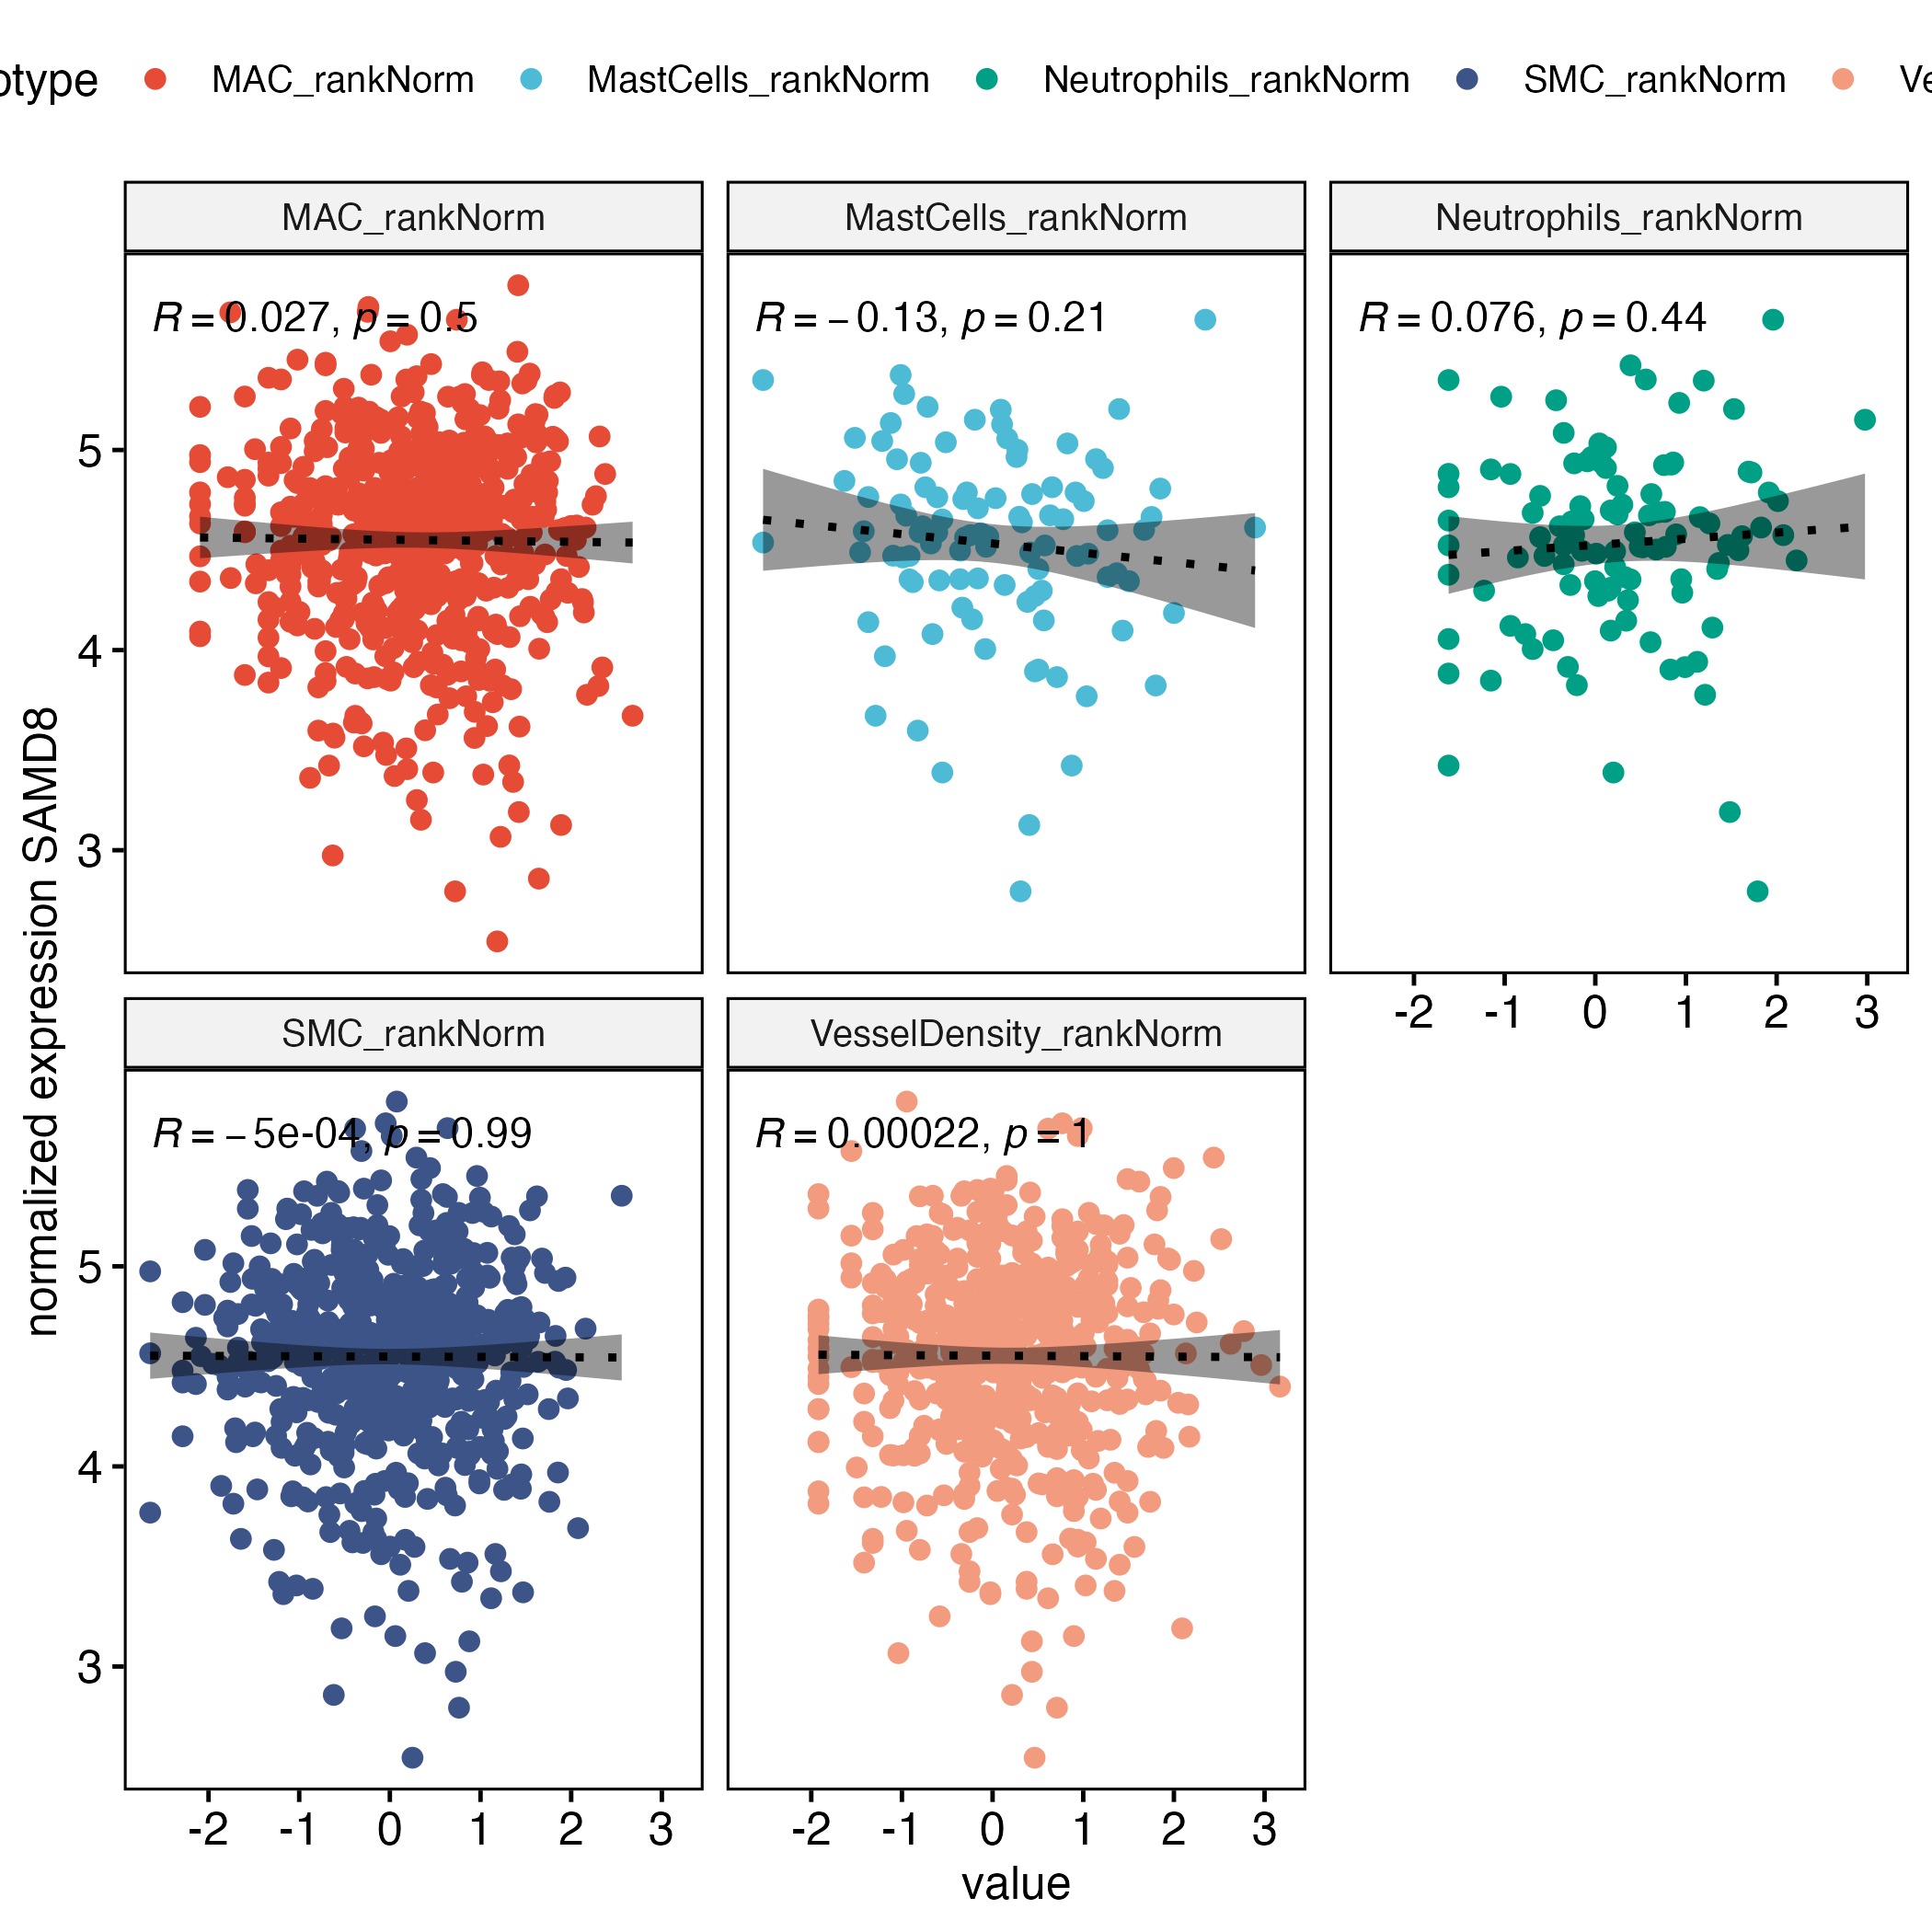 otype MAC_rankNorm MastCells_rankNorm Neutrophils_rankNorm SMC_rankNorm Ve
MAC_rankNorm MastCells_rankNorm Neutrophils_rankNorm
R = 0.027, p = 0.5
R = −0.13, p = 0.21
R = 0.076, p = 0.44
5
4
3
-2 -1 0 1 2 3
SMC_rankNorm VesselDensity_rankNorm
R = −5e-04, p = 0.99
R = 0.00022, p = 1
5
4
3
-2 -1 0 1 2 3
-2 -1 0 1 2 3
value
normalized expression SAMD8